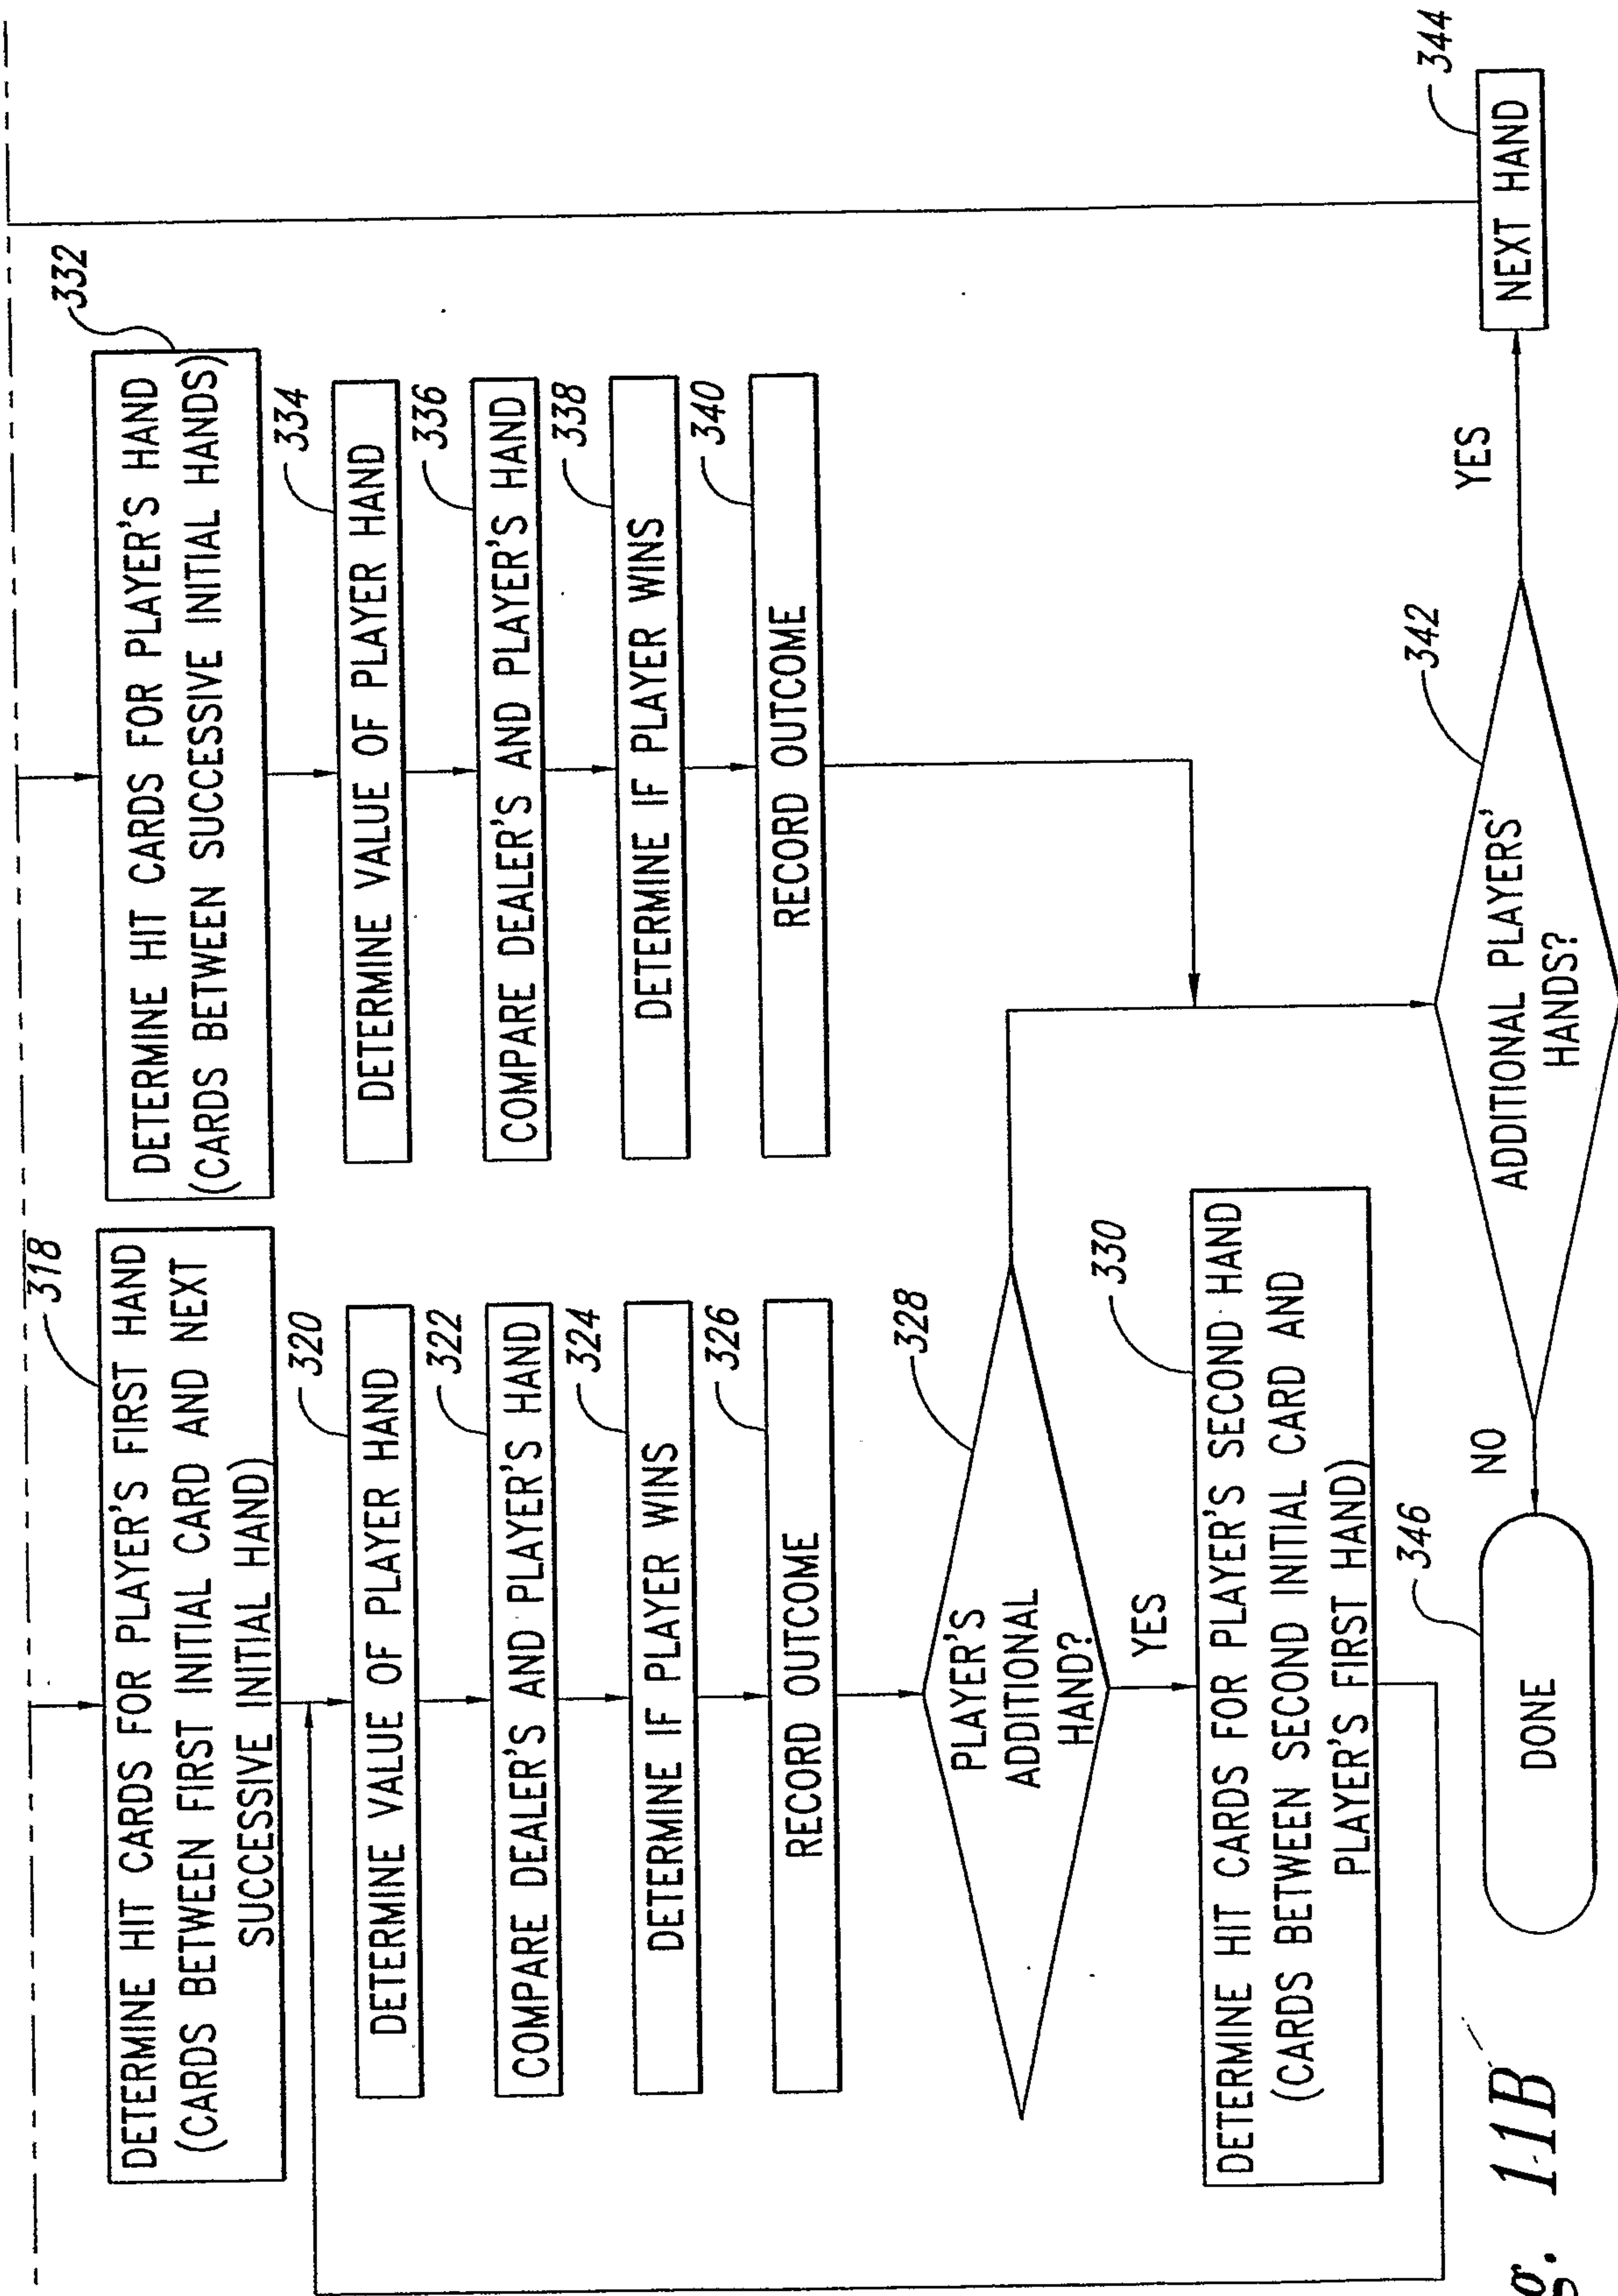 318
DETERMINE HIT CARDS FOR PLAYER'S FIRST HAND
(CARDS BETWEEN FIRST INITIAL CARD AND NEXT
SUCCESSIVE INITIAL HAND)
320
DETERMINE VALUE OF PLAYER HAND
322
COMPARE DEALER'S AND PLAYER'S HAND
324
DETERMINE IF PLAYER WINS
326
RECORD OUTCOME
328
PLAYER'S
ADDITIONAL
HAND?
YES
330
DETERMINE HIT CARDS FOR PLAYER'S SECOND HAND
(CARDS BETWEEN SECOND INITIAL CARD AND
PLAYER'S FIRST HAND)
332
DETERMINE HIT CARDS FOR PLAYER'S HAND
(CARDS BETWEEN SUCCESSIVE INITIAL HANDS)
334
DETERMINE VALUE OF PLAYER HAND
336
COMPARE DEALER'S AND PLAYER'S HAND
338
DETERMINE IF PLAYER WINS
340
RECORD OUTCOME
342
ADDITIONAL PLAYERS'
HANDS?
NO
YES
346
DONE
344
NEXT HAND
g. 11B